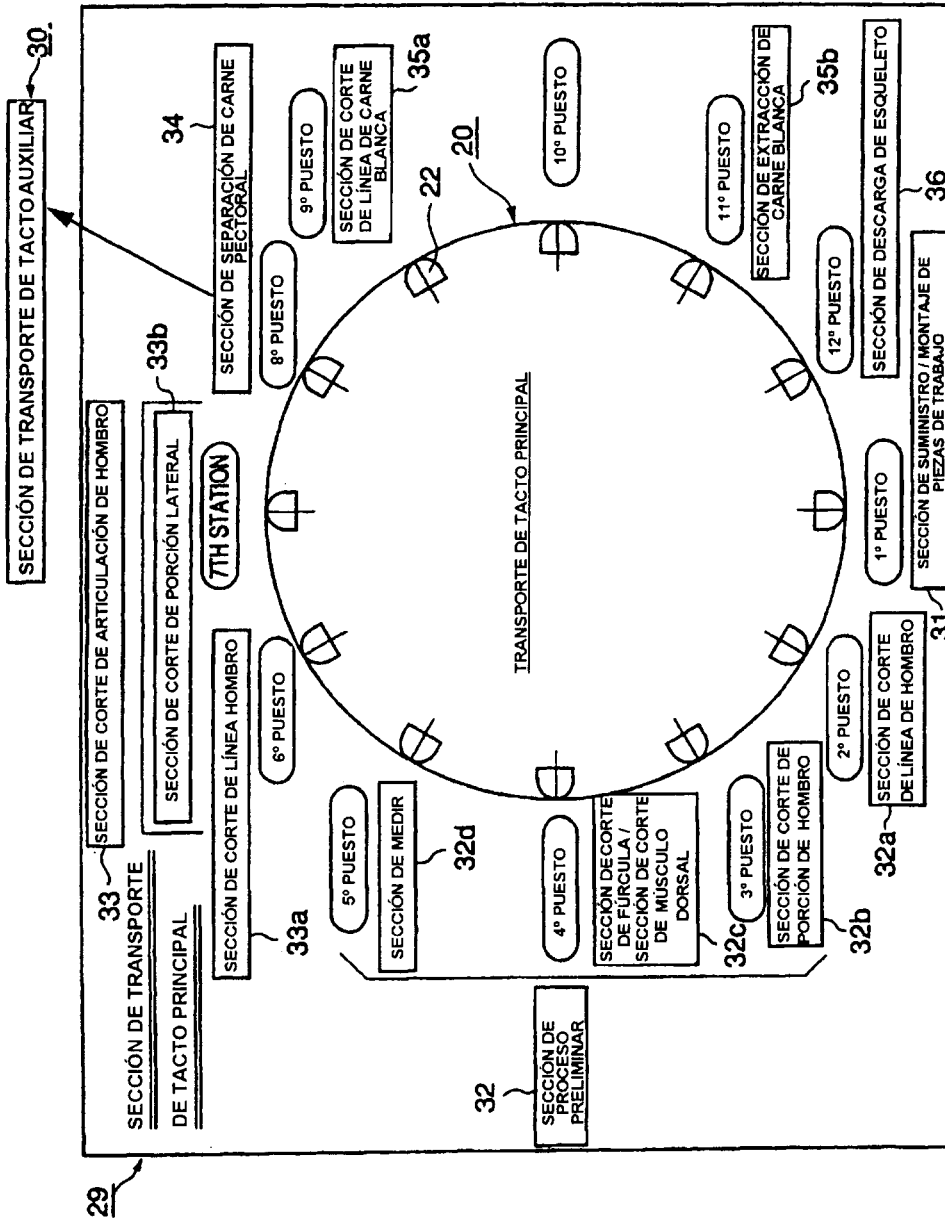 SECCIÓN DE TRANSPORTE DE TACTO AUXILIAR
30.
29
SECCIÓN DE TRANSPORTE
DE TACTO PRINCIPAL
33
SECCIÓN DE CORTE DE ARTICULACIÓN DE HOMBRO
33b
SECCIÓN DE CORTE DE PORCIÓN LATERAL
7TH STATION
33a
SECCIÓN DE CORTE DE LÍNEA HOMBRO
6º PUESTO
34
SECCIÓN DE SEPARACIÓN DE CARNE
PECTORAL
8º PUESTO
9º PUESTO
SECCIÓN DE CORTE
DE LÍNEA DE CARNE
BLANCA
35a
5º PUESTO
SECCIÓN DE MEDIR
32d
22
20
TRANSPORTE DE TACTO PRINCIPAL
10º PUESTO
32
SECCIÓN DE
PROCESO
PRELIMINAR
4º PUESTO
SECCIÓN DE CORTE
DE FÚRCULA /
SECCIÓN DE CORTE
DE MÚSCULO
DORSAL
32c
3º PUESTO
SECCIÓN DE CORTE DE
PORCIÓN DE HOMBRO
32b
2º PUESTO
SECCIÓN DE CORTE
DE LÍNEA DE HOMBRO
32a
1º PUESTO
SECCIÓN DE SUMINISTRO / MONTAJE DE
PIEZAS DE TRABAJO
31
11º PUESTO
SECCIÓN DE EXTRACCIÓN DE
CARNE BLANCA
35b
12º PUESTO
SECCIÓN DE DESCARGA DE ESQUELETO
36